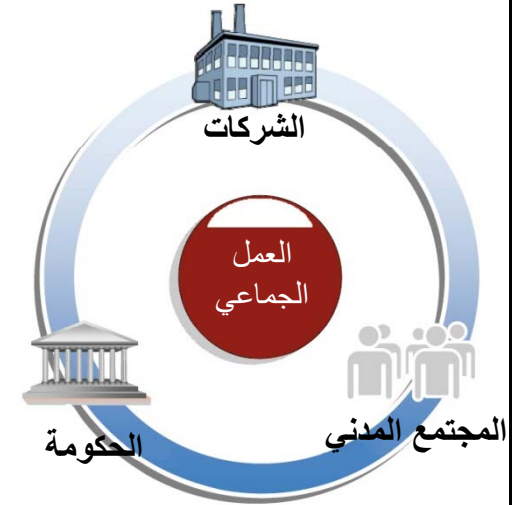 الشركات
العمل
الجماعي
المجتمع المدني
الحكومة